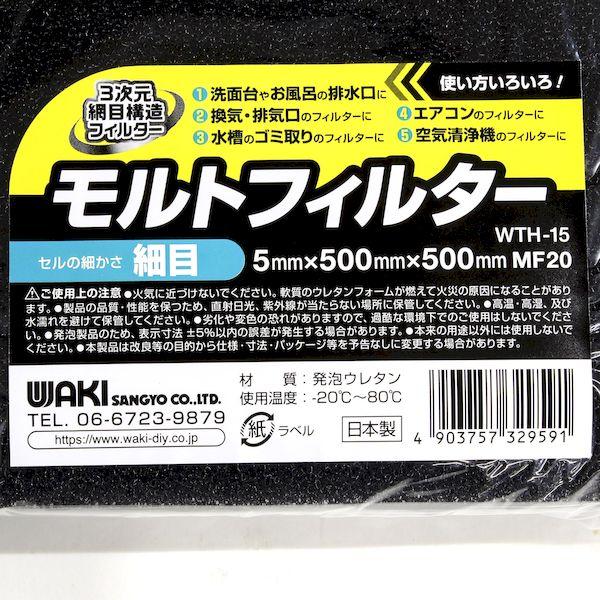 3次元
網目構造
フィルター
使い方いろいろ!
1 洗面台やお風呂の排水口に
2 換気・排気口のフィルターに
3 水槽のゴミ取りのフィルターに
4 エアコンのフィルターに
5 空気清浄機のフィルターに
モルトフィルター
WTH-15
セルの細かさ 細目 5mm×500mm×500mm MF20
⚠ご使用上の注意 ●火気に近づけないでください。軟質のウレタンフォームが燃えて火災の原因になることがあり
ます。●製品の品質・性能を保つため、直射日光、紫外線が当たらない場所に保管してください。●高温・高湿、及び
水濡れを避けて保管してください。●劣化や変色の恐れがありますので、過酷な環境下でのご使用はしないでくださ
い。●発泡製品のため、表示寸法 ±5%以内の誤差が発生する場合があります。●本来の用途以外には使用しないで
ください。●本製品は改良等の目的から仕様・寸法・パッケージ等を予告なしに変更する場合があります。
WAKI SANGYO CO.,LTD.
TEL. 06-6723-9879
https://www.waki-diy.co.jp
材 質:発泡ウレタン
使用温度:-20℃~80℃
紙 ラベル 日本製
4 903757 329591